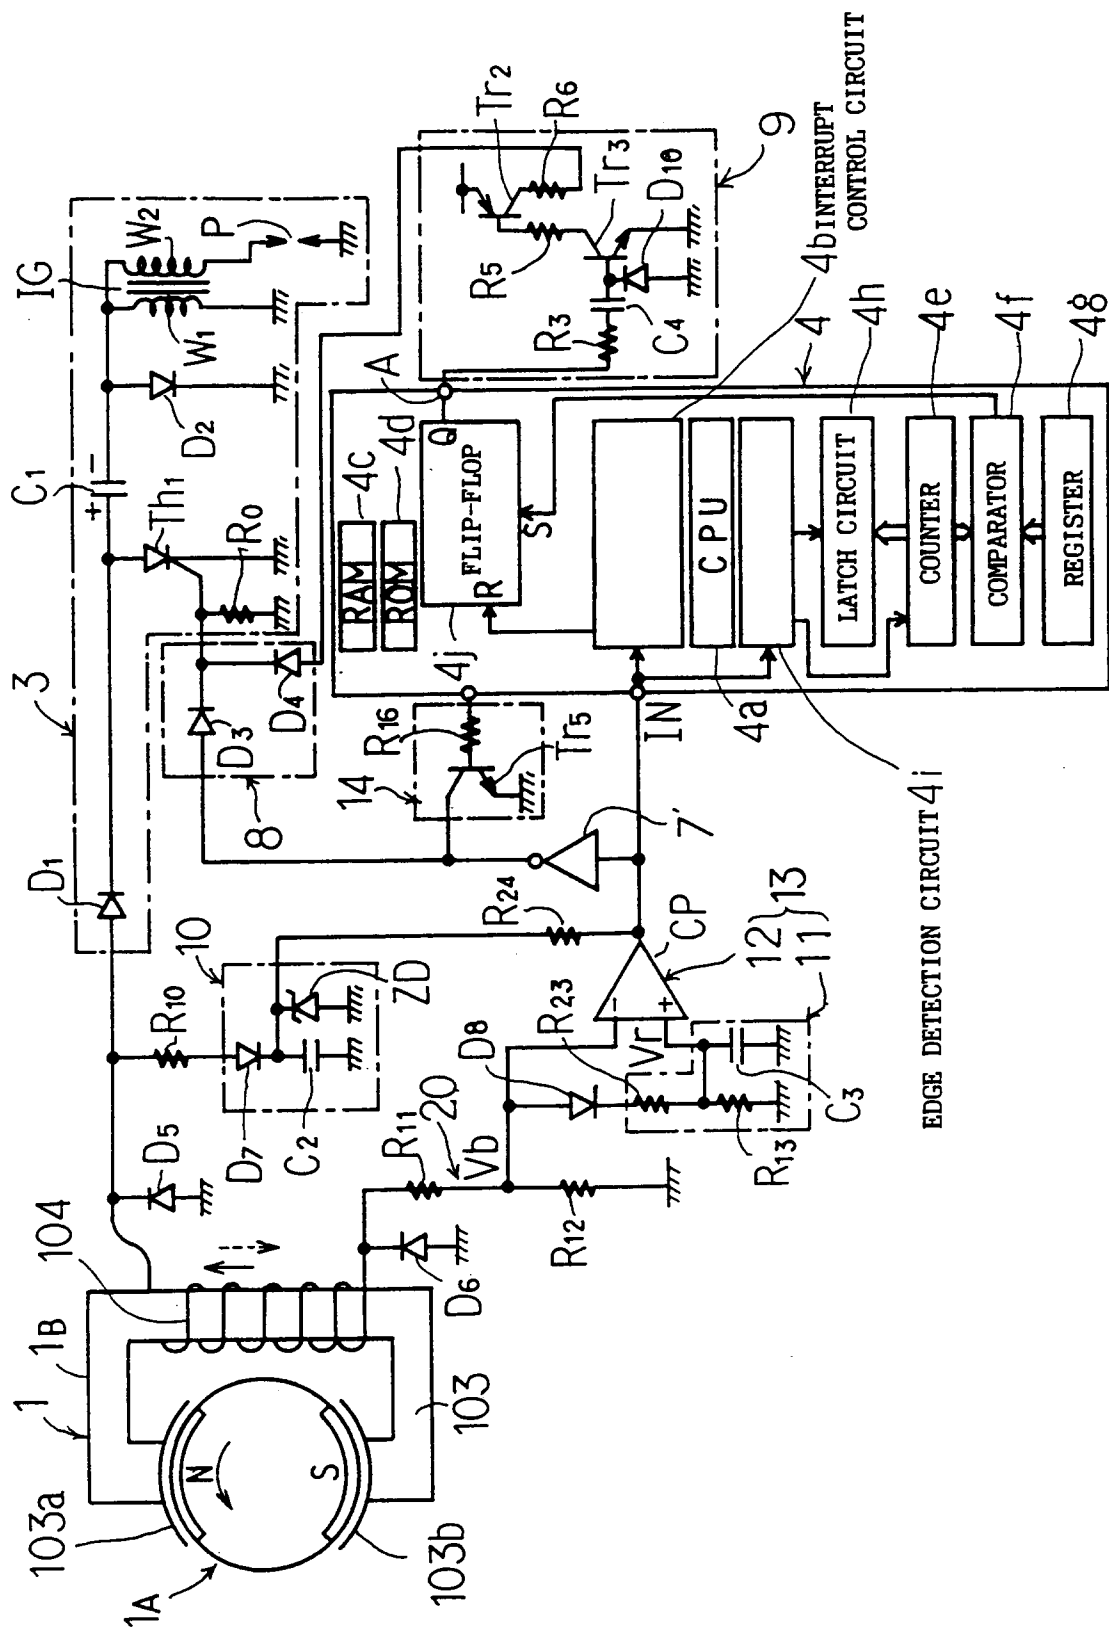 1
1A
1B
103a
103b
103
104
N
S
D5
D6
R10
10
D7
C2
ZD
R11
20
Vb
R12
D8
R23
Vr
R13
C3
11
12
13
CP
R24
7'
D1
3
8
D3
D4
R0
Th1
C1
+
−
D2
IG
W1
W2
P
14
R16
Tr5
IN
4j
R
S
Q
FLIP-FLOP
RAM
4C
ROM
4d
A
R3
C4
R5
Tr2
R6
Tr3
D10
9
4b INTERRUPT
CONTROL CIRCUIT
CPU
4a
4
LATCH CIRCUIT
4h
COUNTER
4e
COMPARATOR
4f
REGISTER
4g
EDGE DETECTION CIRCUIT 4i
−
+